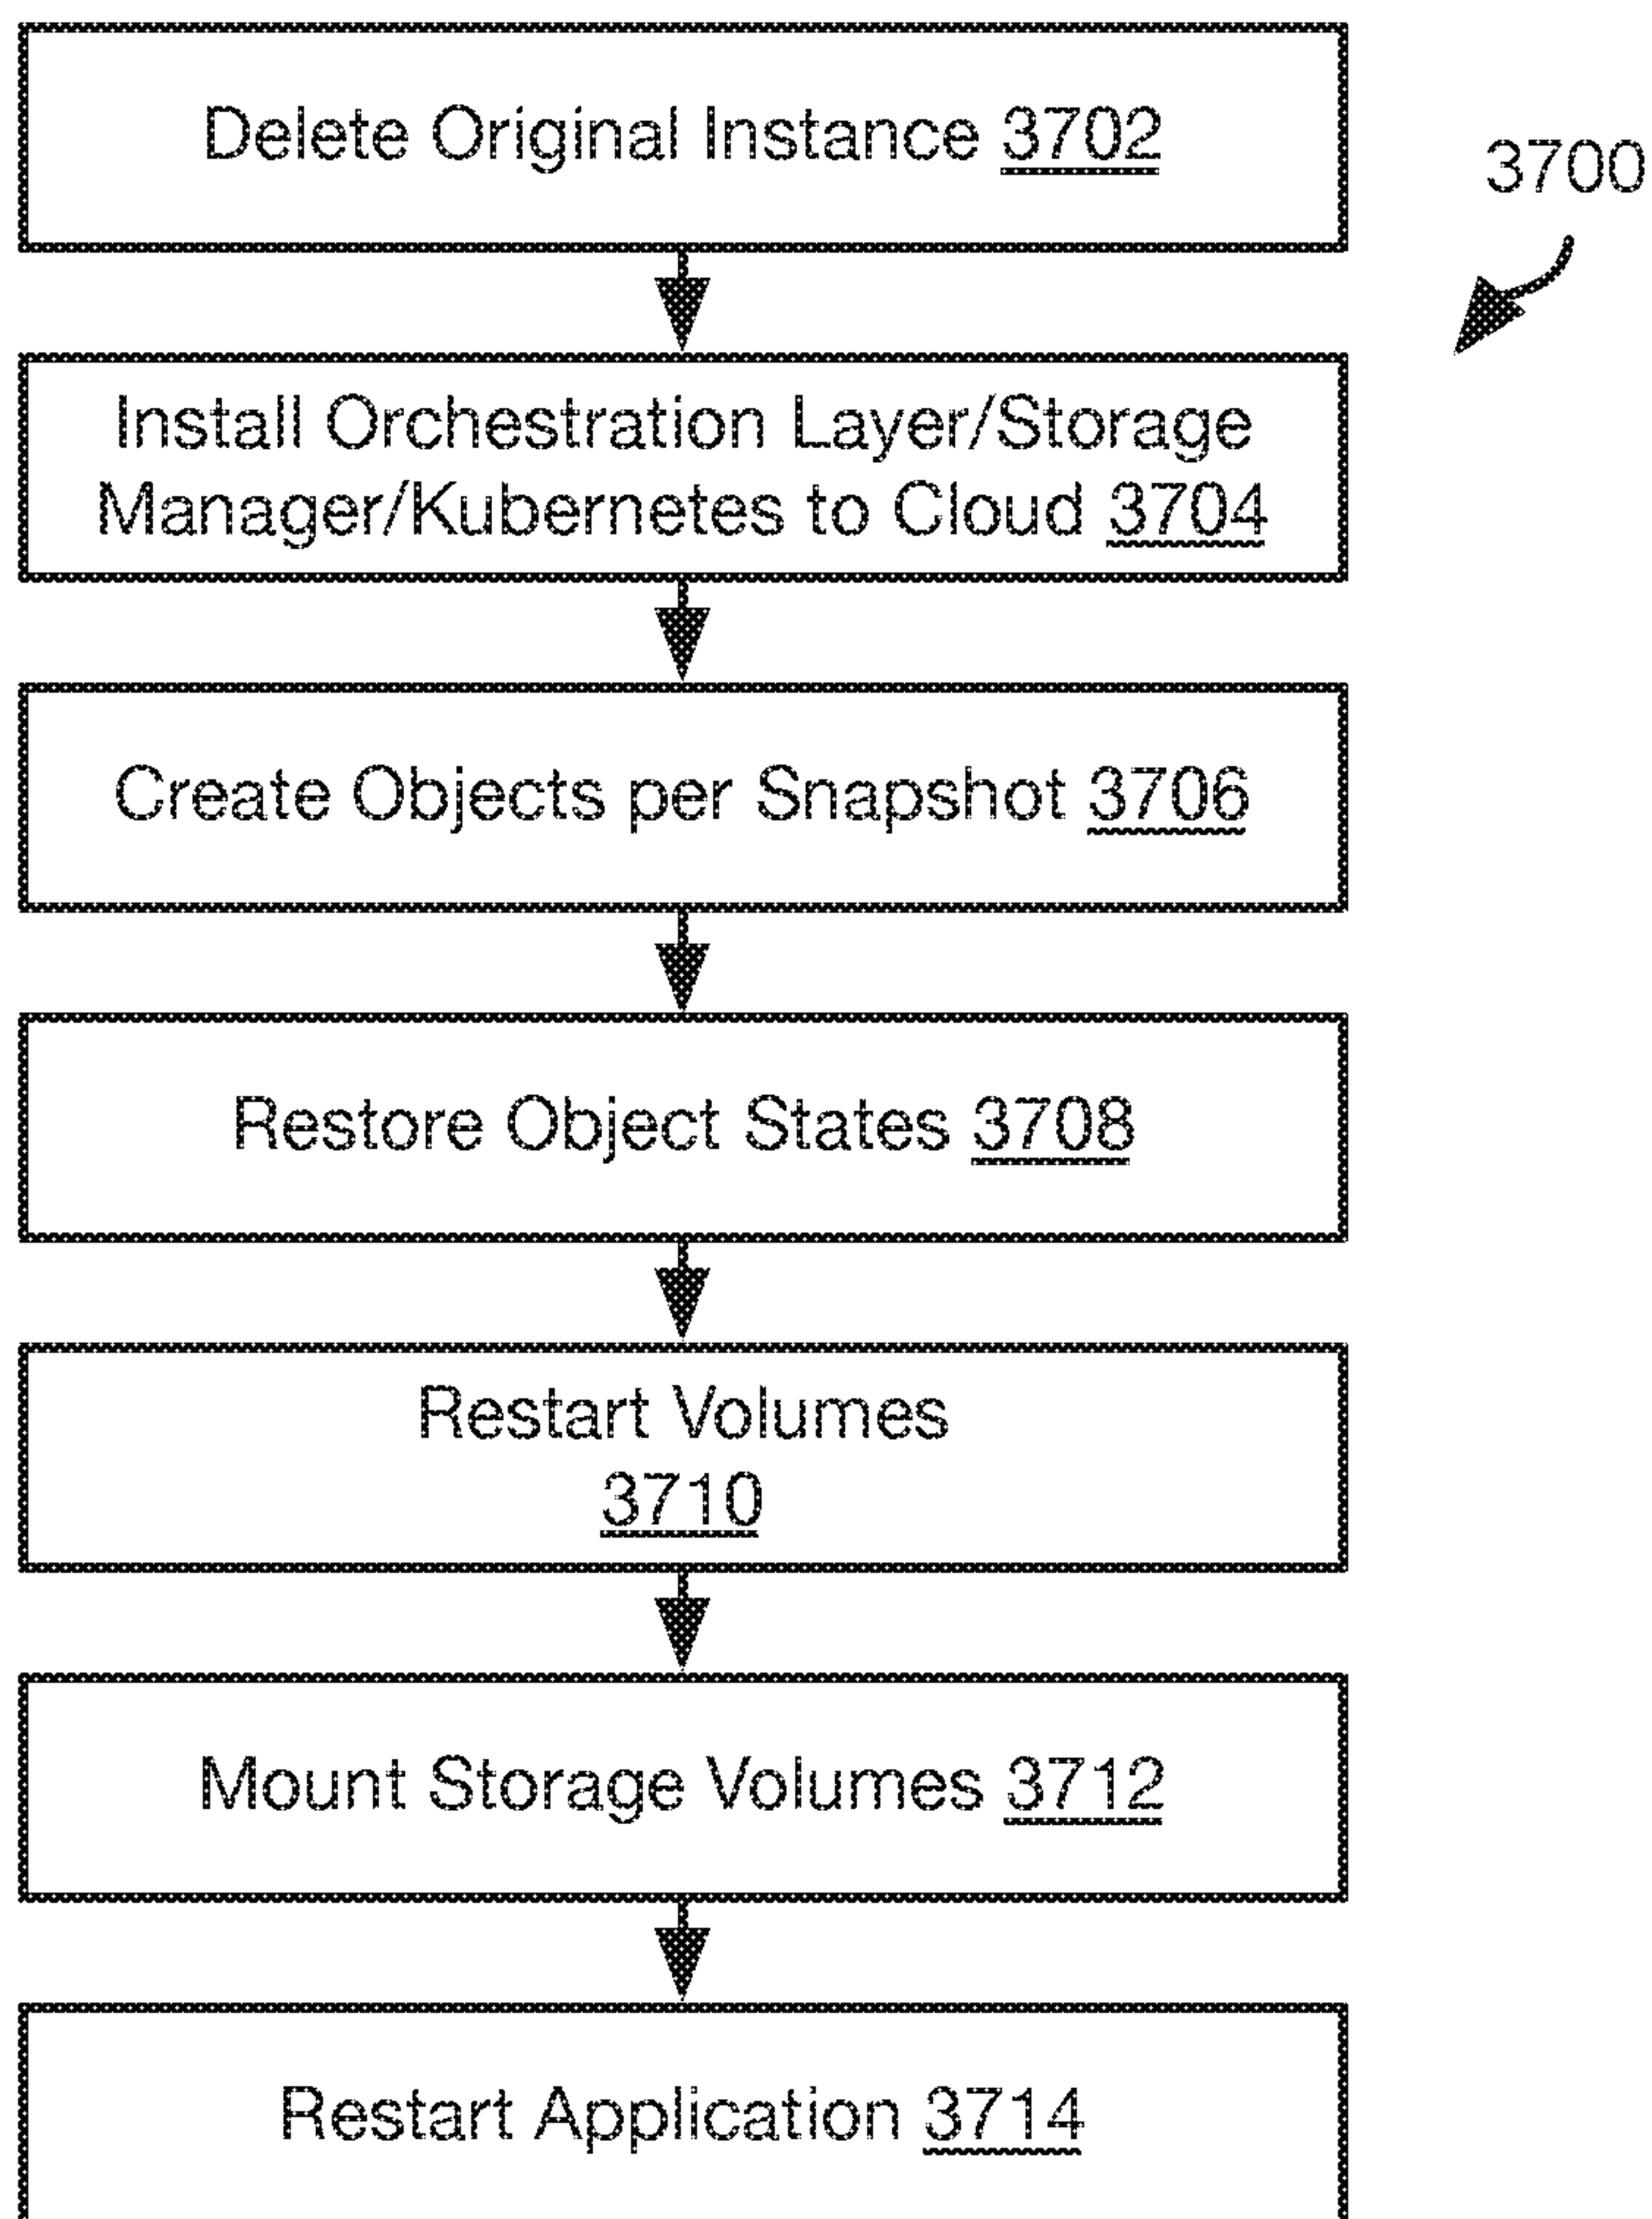 Delete Original Instance 3702
3700
Install Orchestration Layer/Storage
Manager/Kubernetes to Cloud 3704
Create Objects per Snapshot 3706
Restore Object States 3708
Restart Volumes
3710
Mount Storage Volumes 3712
Restart Application 3714